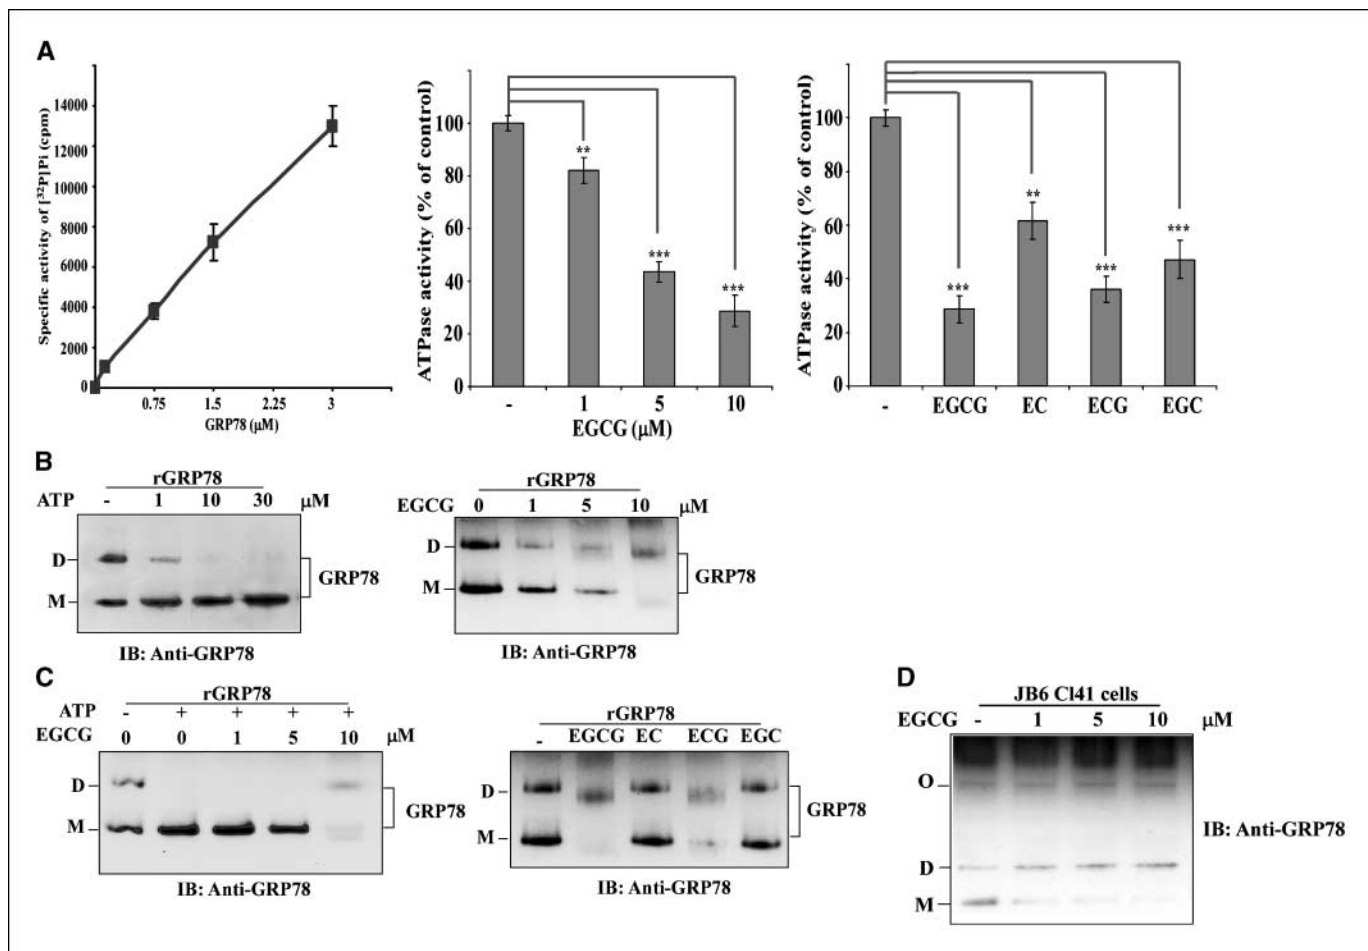 A
Specific activity of [³²P]Pi (cpm)
14000
12000
10000
8000
6000
4000
2000
0
0.75 1.5 2.25 3
GRP78 (μM)
ATPase activity (% of control)
100
80
60
40
20
0
** *** ***
- 1 5 10
EGCG (μM)
ATPase activity (% of control)
100
80
60
40
20
0
*** ** *** ***
- EGCG EC ECG EGC
B
rGRP78
ATP - 1 10 30 μM
D
M
GRP78
IB: Anti-GRP78
rGRP78
EGCG 0 1 5 10 μM
D
M
GRP78
IB: Anti-GRP78
C
rGRP78
ATP - + + + +
EGCG 0 0 1 5 10 μM
D
M
GRP78
IB: Anti-GRP78
rGRP78
- EGCG EC ECG EGC
D
M
GRP78
IB: Anti-GRP78
D
JB6 Cl41 cells
EGCG - 1 5 10 μM
O
D
M
IB: Anti-GRP78